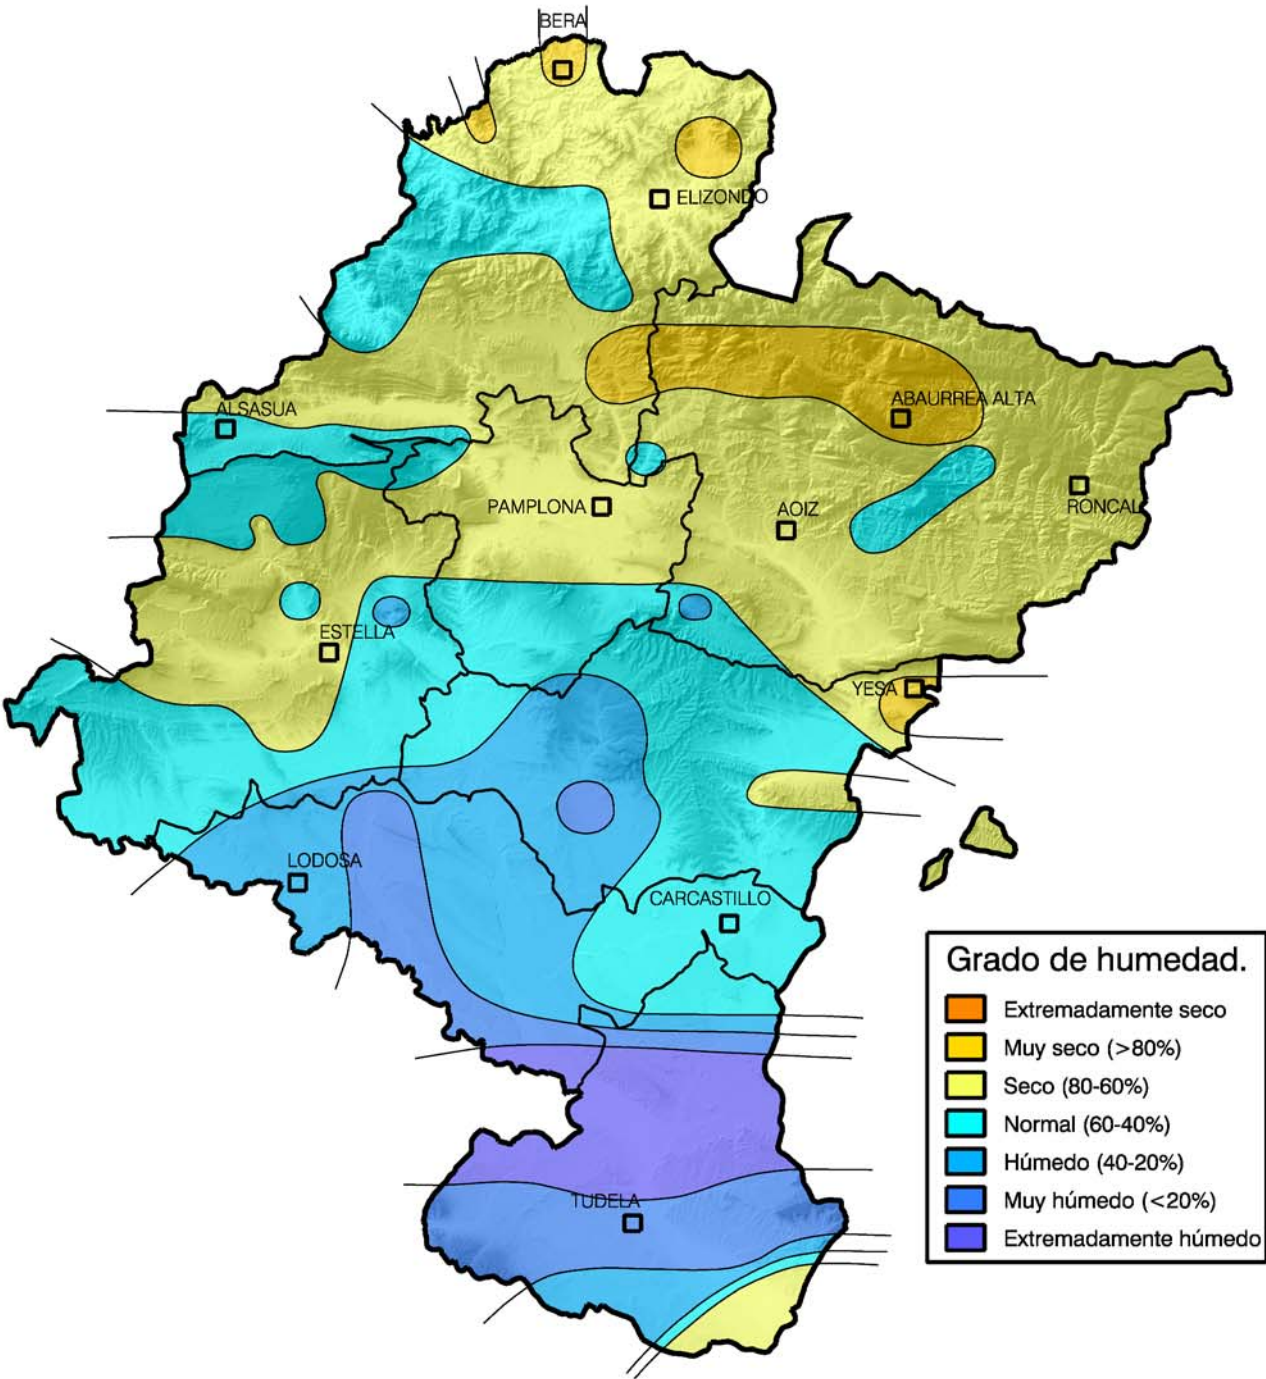 BERA
ELIZONDO
ABAURREA ALTA
ALSASUA
PAMPLONA
AOIZ
RONCAL
ESTELLA
YESA
LODOSA
CARCASTILLO
TUDELA
Grado de humedad.
Extremadamente seco
Muy seco (>80%)
Seco (80-60%)
Normal (60-40%)
Húmedo (40-20%)
Muy húmedo (<20%)
Extremadamente húmedo